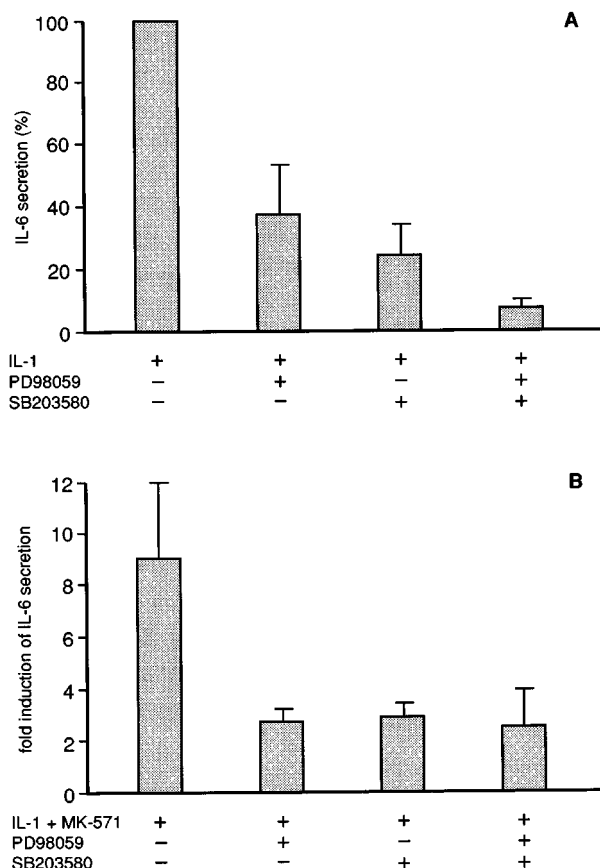 A
IL-6 secretion (%)
100
80
60
40
20
0
IL-1 + + + +
PD98059 − + − +
SB203580 − − + +
B
fold induction of IL-6 secretion
12
10
8
6
4
2
0
IL-1 + MK-571 + + + +
PD98059 − + − +
SB203580 − − + +